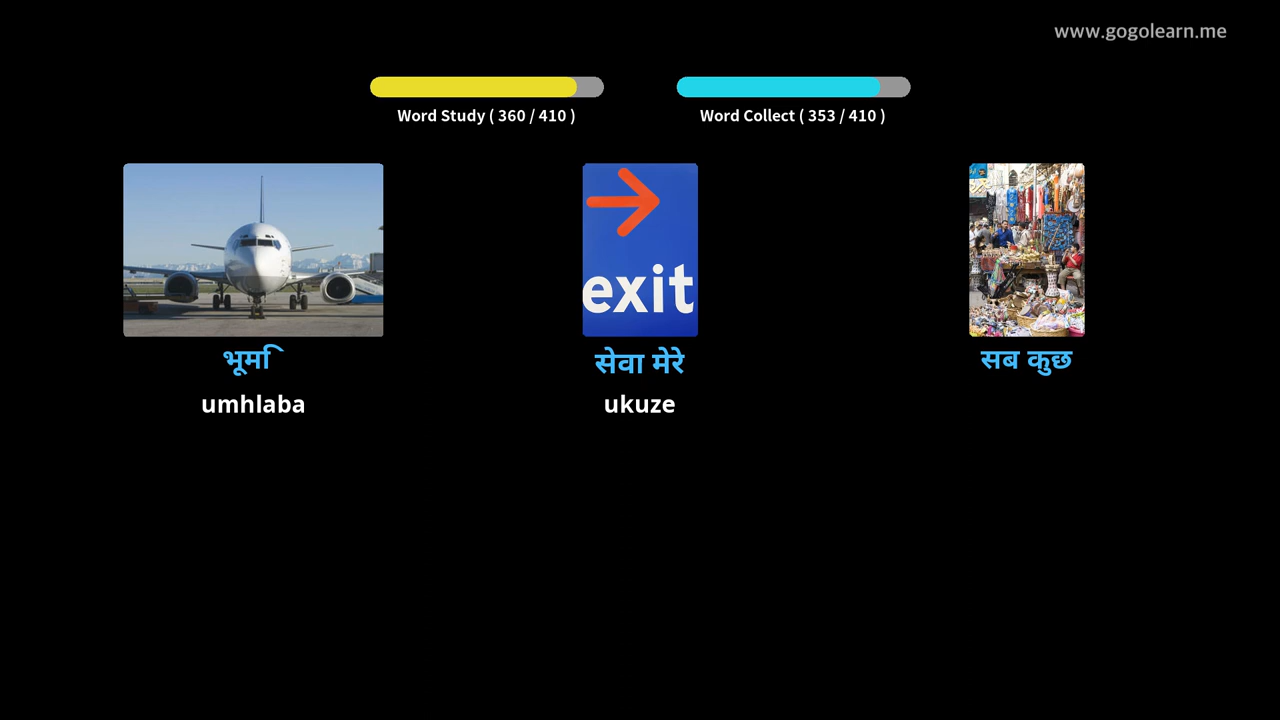 www.gogolearn.me
Word Study ( 360 / 410 )
Word Collect ( 353 / 410 )
exit
भूमि
सेवा मेरे
सब कुछ
umhlaba
ukuze